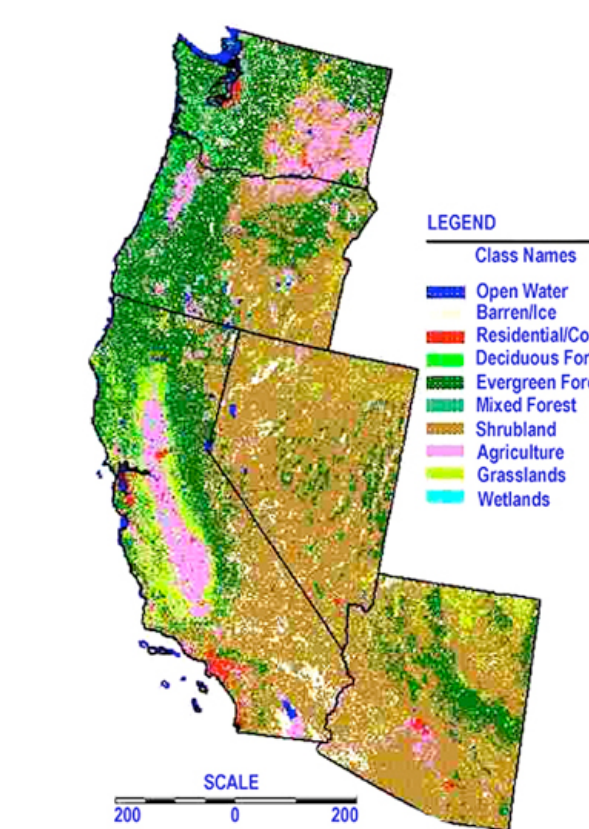 LEGEND
Class Names
Open Water
Barren/Ice
Residential/Co
Deciduous For
Evergreen Fore
Mixed Forest
Shrubland
Agriculture
Grasslands
Wetlands
SCALE
200 0 200